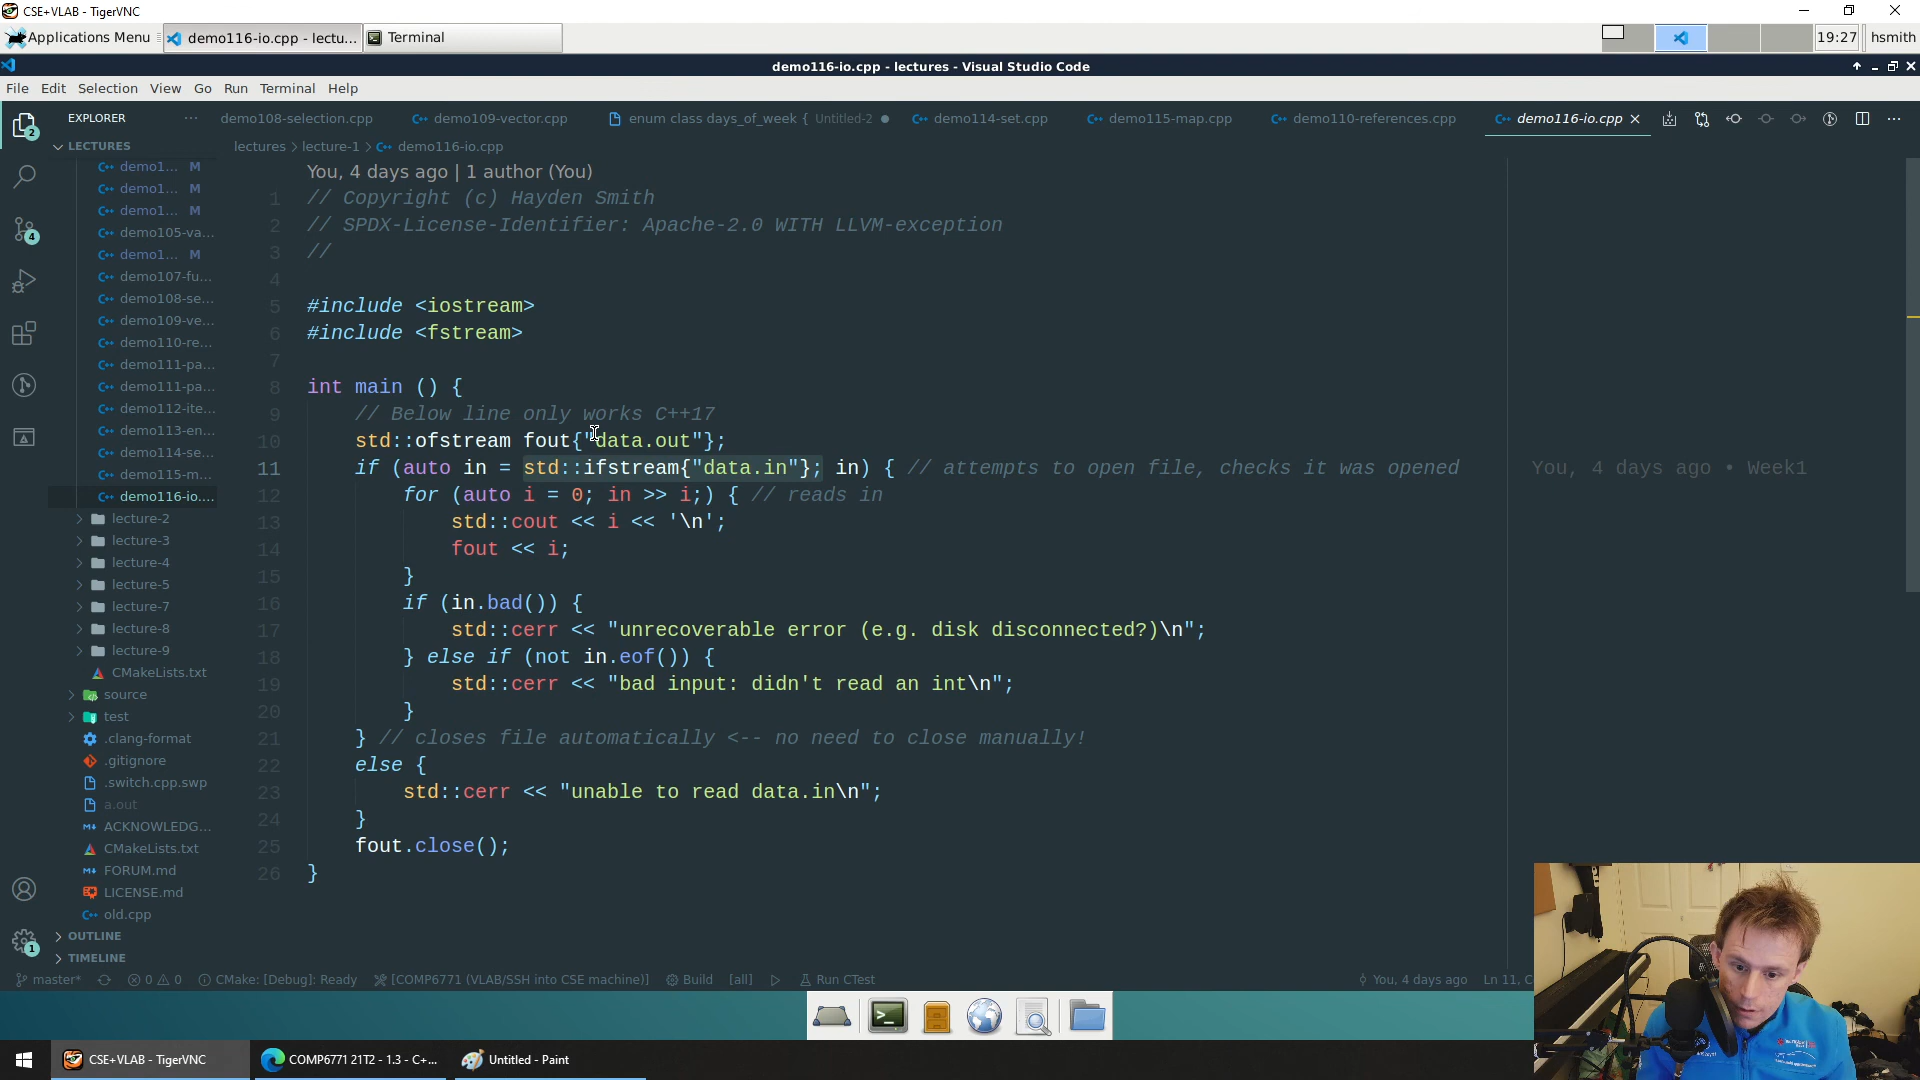 CSE+VLAB - TigerVNC
Applications Menu
demo116-io.cpp - lectu...
Terminal
19:27
hsmith
demo116-io.cpp - lectures - Visual Studio Code
File Edit Selection View Go Run Terminal Help
EXPLORER
demo108-selection.cpp
demo109-vector.cpp
enum class days_of_week { Untitled-2
demo114-set.cpp
demo115-map.cpp
demo110-references.cpp
demo116-io.cpp
LECTURES
lectures > lecture-1 > demo116-io.cpp
demo1... M
demo1... M
demo1... M
demo105-va...
demo1... M
demo107-fu...
demo108-se...
demo109-ve...
demo110-re...
demo111-pa...
demo111-pa...
demo112-ite...
demo113-en...
demo114-se...
demo115-m...
demo116-io....
lecture-2
lecture-3
lecture-4
lecture-5
lecture-7
lecture-8
lecture-9
CMakeLists.txt
source
test
.clang-format
.gitignore
.switch.cpp.swp
a.out
ACKNOWLEDG...
CMakeLists.txt
FORUM.md
LICENSE.md
old.cpp
OUTLINE
TIMELINE
You, 4 days ago | 1 author (You)
1 // Copyright (c) Hayden Smith
2 // SPDX-License-Identifier: Apache-2.0 WITH LLVM-exception
3 //
4
5 #include <iostream>
6 #include <fstream>
7
8 int main () {
9 // Below line only works C++17
10 std::ofstream fout{"data.out"};
11 if (auto in = std::ifstream{"data.in"}; in) { // attempts to open file, checks it was opened You, 4 days ago • Week1
12 for (auto i = 0; in >> i;) { // reads in
13 std::cout << i << '\n';
14 fout << i;
15 }
16 if (in.bad()) {
17 std::cerr << "unrecoverable error (e.g. disk disconnected?)\n";
18 } else if (not in.eof()) {
19 std::cerr << "bad input: didn't read an int\n";
20 }
21 } // closes file automatically <-- no need to close manually!
22 else {
23 std::cerr << "unable to read data.in\n";
24 }
25 fout.close();
26 }
master* 0 0 CMake: [Debug]: Ready [COMP6771 (VLAB/SSH into CSE machine)] Build [all] Run CTest You, 4 days ago Ln 11, C
CSE+VLAB - TigerVNC
COMP6771 21T2 - 1.3 - C+...
Untitled - Paint